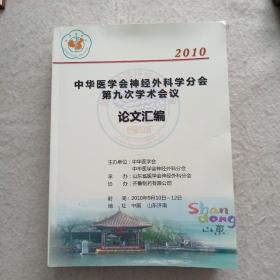 2010
中华医学会神经外科学分会
第九次学术会议
论文汇编
主办单位：中华医学会
中华医学会神经外科分会
承 办：山东省医学会神经外科分会
协 办：齐鲁制药有限公司
时 间：2010年9月10日～12日
地 址：中国 山东济南
Shan
dong
山东